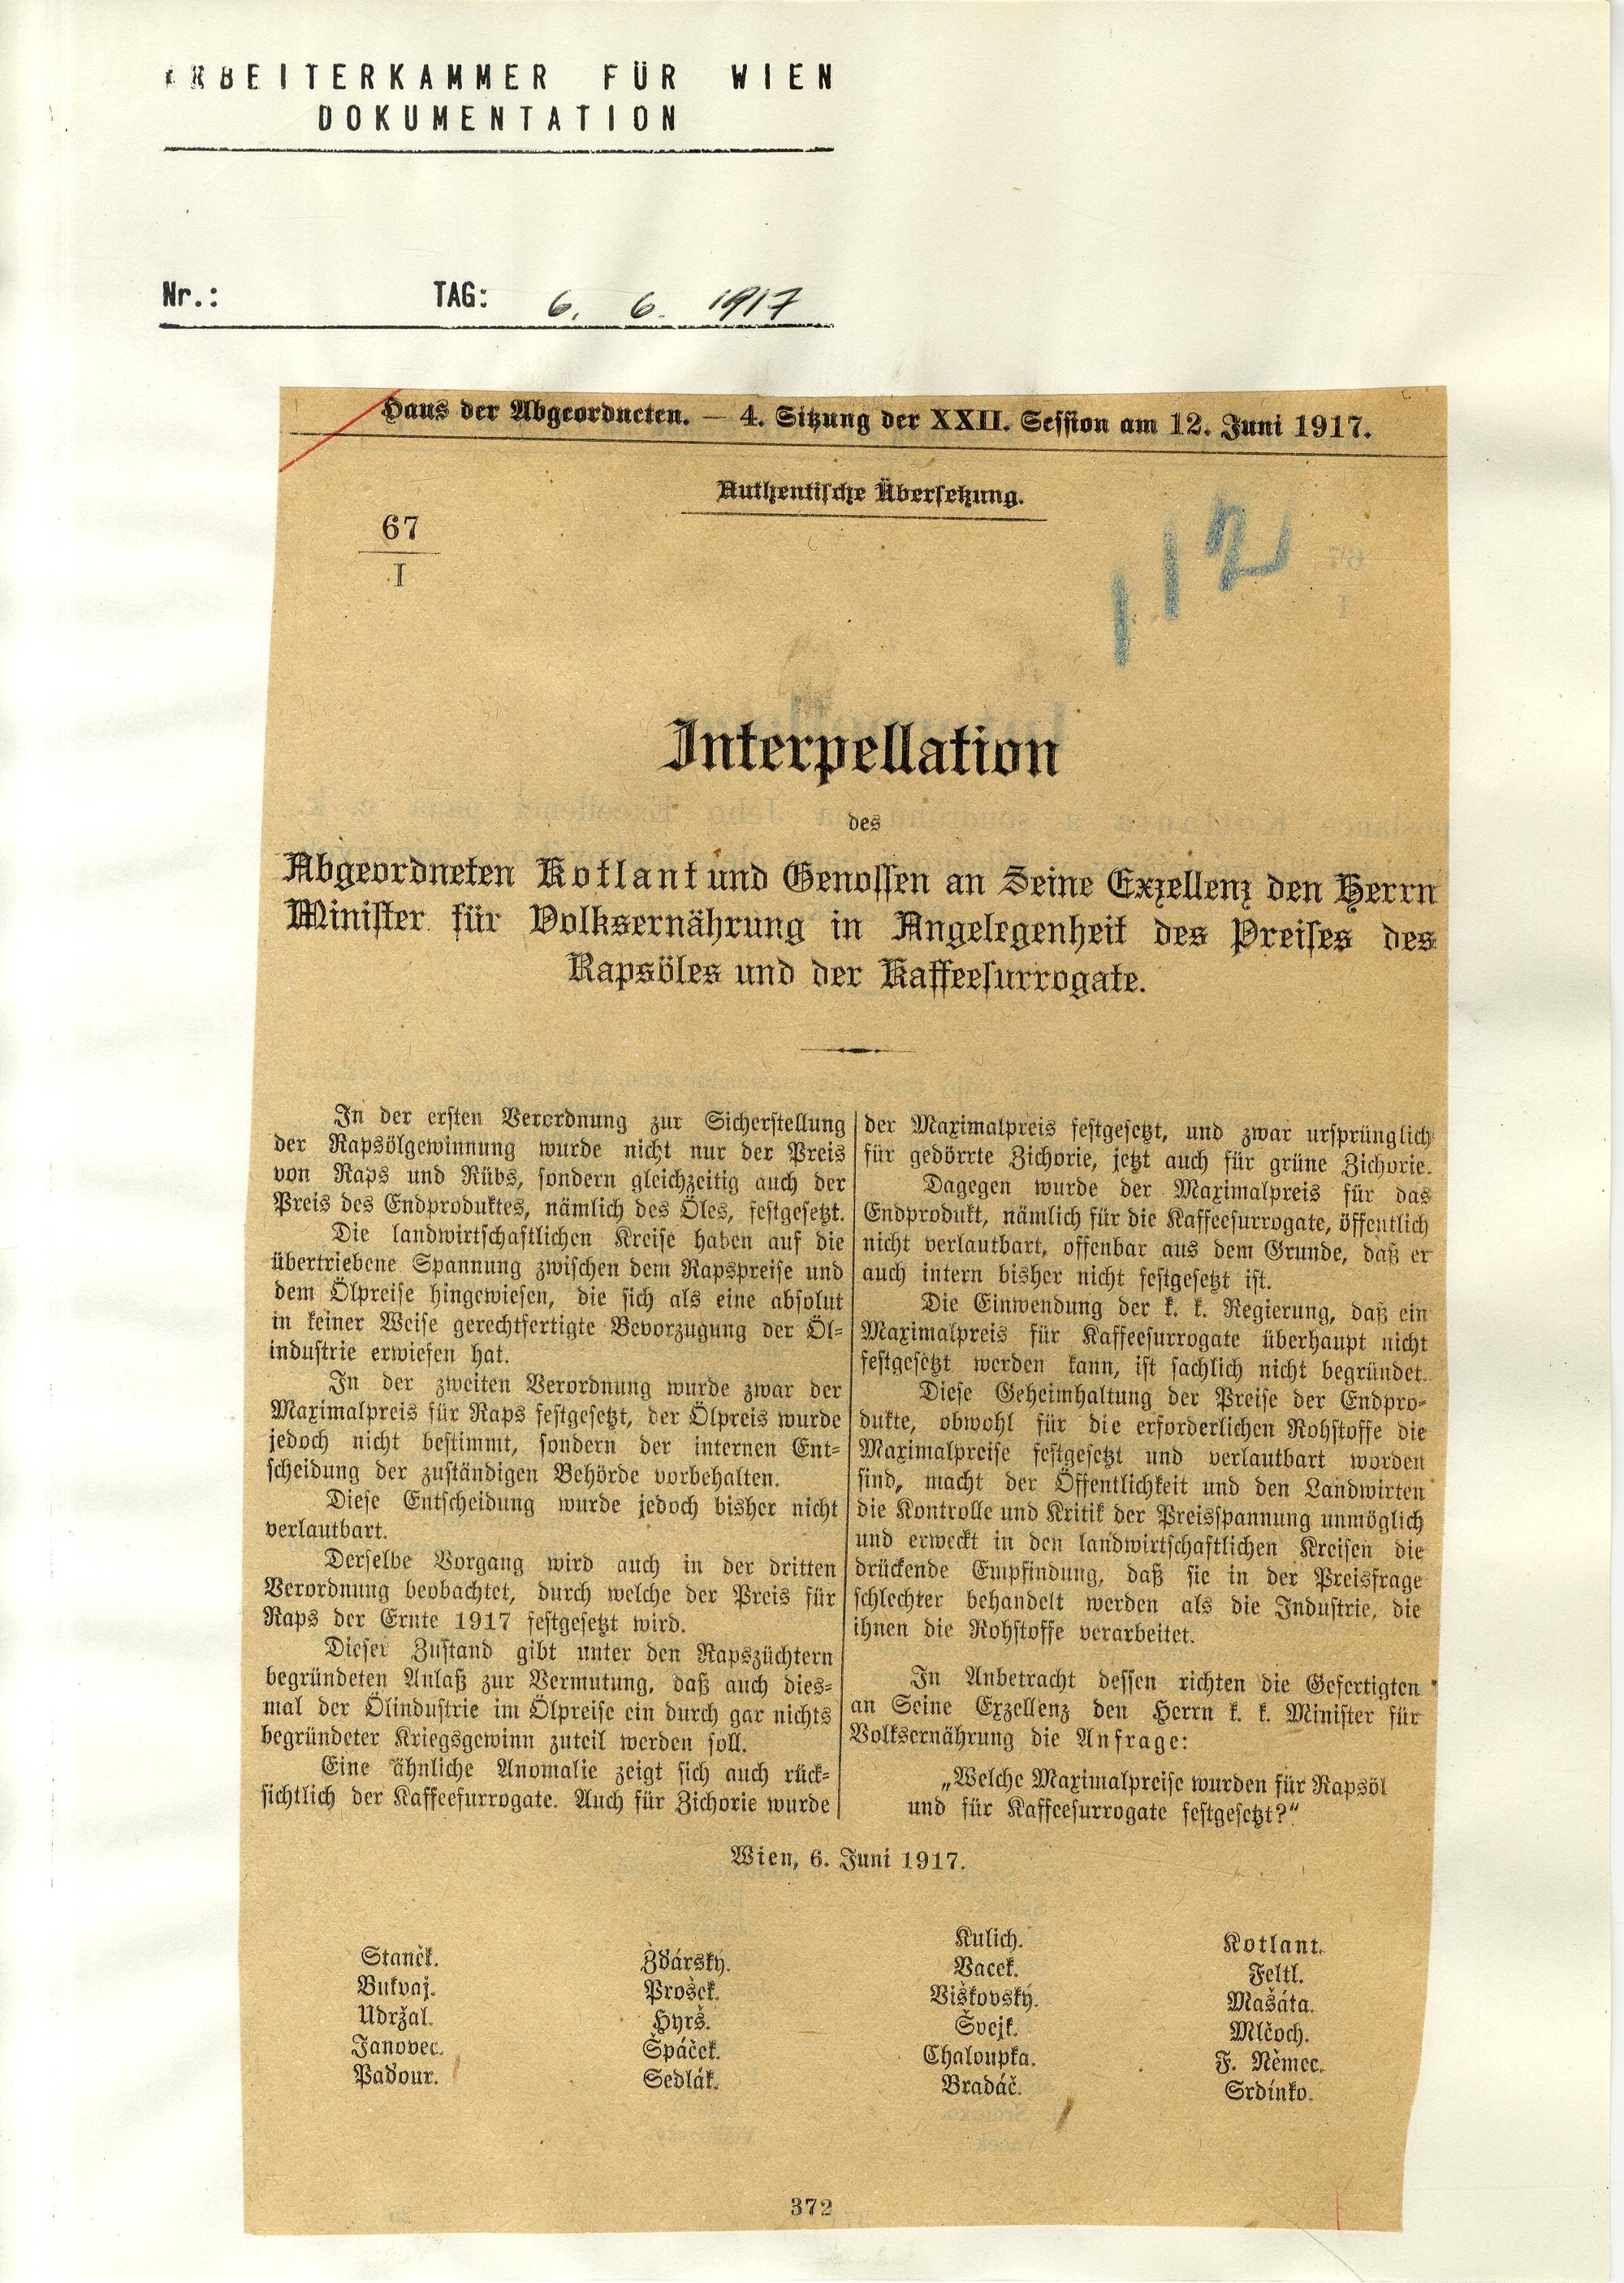 ARBEITERKAMMER FÜR WIEN
DOKUMENTATION
Nr.: TAG: 6. 6. 1917
Haus der Abgeordneten. — 4. Sitzung der XXII. Session am 12. Juni 1917.
Authentische Übersetzung.
67
I
112
Interpellation
des
Abgeordneten Kotlant und Genossen an Seine Exzellenz den Herrn
Minister für Volksernährung in Angelegenheit des Preises des
Rapsöles und der Kaffeesurrogate.
In der ersten Verordnung zur Sicherstellung
der Rapsölgewinnung wurde nicht nur der Preis
von Raps und Rübs, sondern gleichzeitig auch der
Preis des Endproduktes, nämlich des Öles, festgesetzt.
Die landwirtschaftlichen Kreise haben auf die
übertriebene Spannung zwischen dem Rapspreise und
dem Ölpreise hingewiesen, die sich als eine absolut
in keiner Weise gerechtfertigte Bevorzugung der Öl-
industrie erwiesen hat.
In der zweiten Verordnung wurde zwar der
Maximalpreis für Raps festgesetzt, der Ölpreis wurde
jedoch nicht bestimmt, sondern der internen Ent-
scheidung der zuständigen Behörde vorbehalten.
Diese Entscheidung wurde jedoch bisher nicht
verlautbart.
Derselbe Vorgang wird auch in der dritten
Verordnung beobachtet, durch welche der Preis für
Raps der Ernte 1917 festgesetzt wird.
Dieser Zustand gibt unter den Rapszüchtern
begründeten Anlaß zur Vermutung, daß auch dies-
mal der Ölindustrie im Ölpreise ein durch gar nichts
begründeter Kriegsgewinn zuteil werden soll.
Eine ähnliche Anomalie zeigt sich auch rück-
sichtlich der Kaffeesurrogate. Auch für Zichorie wurde
der Maximalpreis festgesetzt, und zwar ursprünglich
für gedörrte Zichorie, jetzt auch für grüne Zichorie.
Dagegen wurde der Maximalpreis für das
Endprodukt, nämlich für die Kaffeesurrogate, öffentlich
nicht verlautbart, offenbar aus dem Grunde, daß er
auch intern bisher nicht festgesetzt ist.
Die Einwendung der k. k. Regierung, daß ein
Maximalpreis für Kaffeesurrogate überhaupt nicht
festgesetzt werden kann, ist sachlich nicht begründet.
Diese Geheimhaltung der Preise der Endpro-
dukte, obwohl für die erforderlichen Rohstoffe die
Maximalpreise festgesetzt und verlautbart worden
sind, macht der Öffentlichkeit und den Landwirten
die Kontrolle und Kritik der Preisspannung unmöglich
und erweckt in den landwirtschaftlichen Kreisen die
drückende Empfindung, daß sie in der Preisfrage
schlechter behandelt werden als die Industrie, die
ihnen die Rohstoffe verarbeitet.
In Anbetracht dessen richten die Gefertigten
an Seine Exzellenz den Herrn k. k. Minister für
Volksernährung die Anfrage:
„Welche Maximalpreise wurden für Rapsöl
und für Kaffeesurrogate festgesetzt?“
Wien, 6. Juni 1917.
Staněk.
Bukvaj.
Udržal.
Janovec.
Paďour.
Žďárský.
Prošek.
Hyrš.
Špáček.
Sedlák.
Kulich.
Vacek.
Viškovský.
Švejk.
Chaloupka.
Bradáč.
Kotlant.
Feltl.
Mašáta.
Mlčoch.
F. Němec.
Srdínko.
372